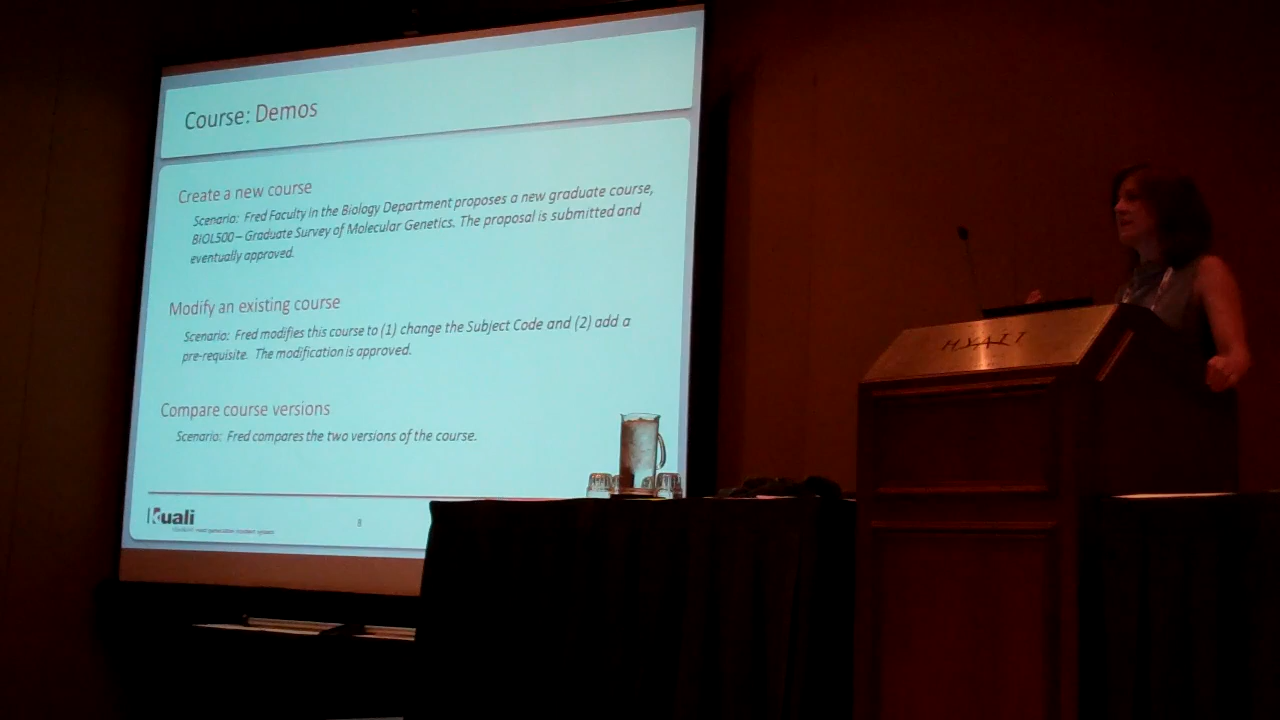 Course: Demos
Create a new course
Scenario: Fred Faculty in the Biology Department proposes a new graduate course,
BIOL500 – Graduate Survey of Molecular Genetics. The proposal is submitted and
eventually approved.
Modify an existing course
Scenario: Fred modifies this course to (1) change the Subject Code and (2) add a
pre-requisite. The modification is approved.
Compare course versions
Scenario: Fred compares the two versions of the course.
Kuali
8
HYATT